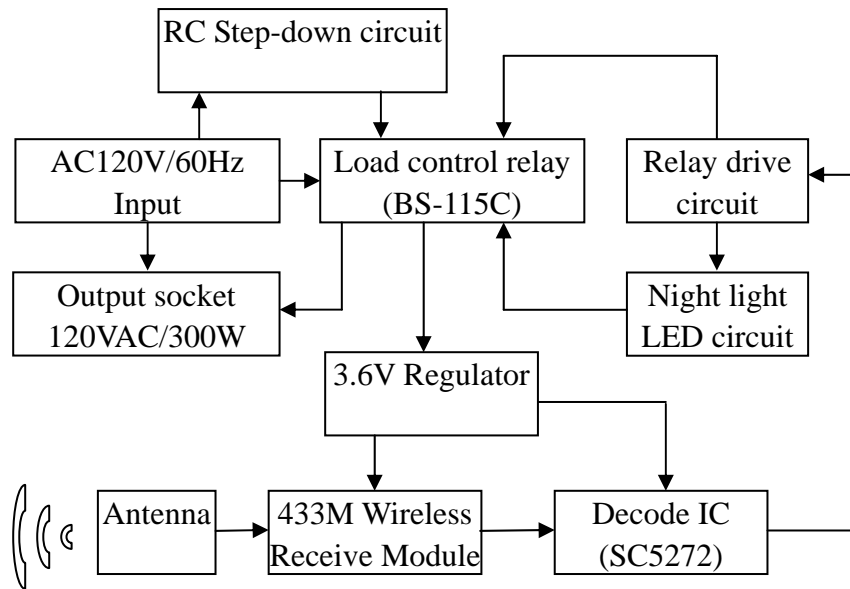 RC Step-down circuit
AC120V/60Hz
Input
Load control relay
(BS-115C)
Relay drive
circuit
Output socket
120VAC/300W
Night light
LED circuit
3.6V Regulator
Antenna
433M Wireless
Receive Module
Decode IC
(SC5272)